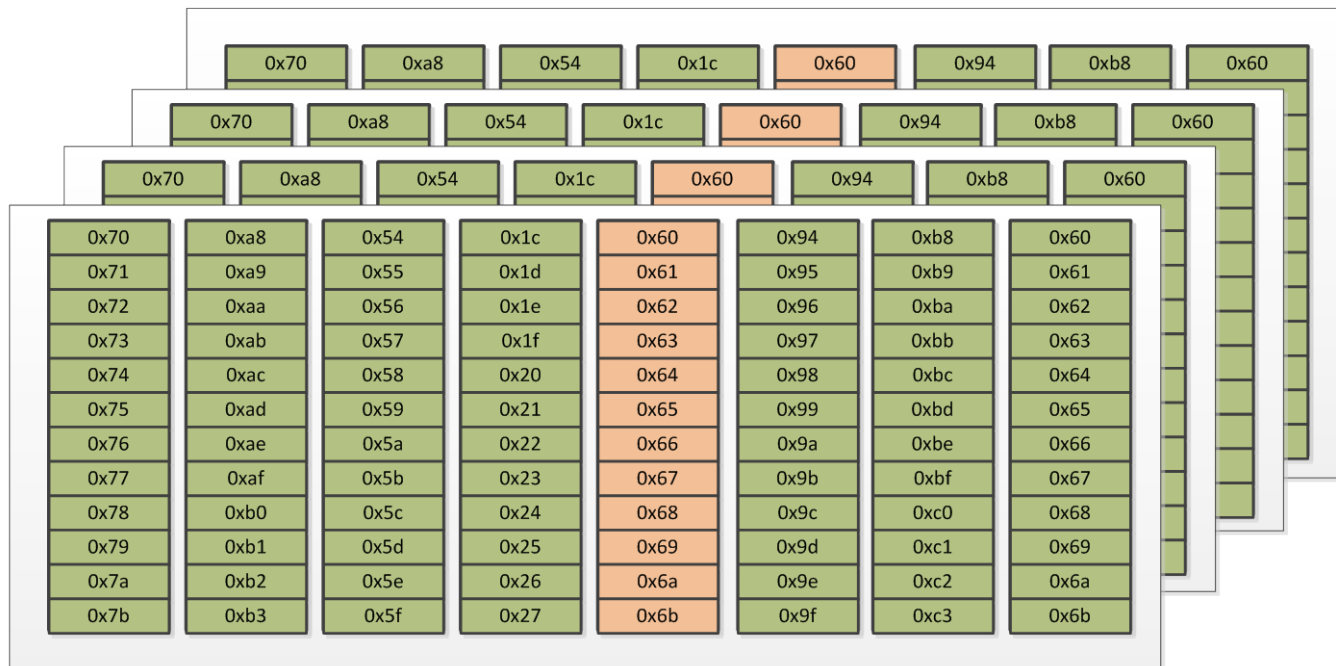 0x70 0xa8 0x54 0x1c 0x60 0x94 0xb8 0x60
0x70 0xa8 0x54 0x1c 0x60 0x94 0xb8 0x60
0x70 0xa8 0x54 0x1c 0x60 0x94 0xb8 0x60
0x70 0xa8 0x54 0x1c 0x60 0x94 0xb8 0x60
0x71 0xa9 0x55 0x1d 0x61 0x95 0xb9 0x61
0x72 0xaa 0x56 0x1e 0x62 0x96 0xba 0x62
0x73 0xab 0x57 0x1f 0x63 0x97 0xbb 0x63
0x74 0xac 0x58 0x20 0x64 0x98 0xbc 0x64
0x75 0xad 0x59 0x21 0x65 0x99 0xbd 0x65
0x76 0xae 0x5a 0x22 0x66 0x9a 0xbe 0x66
0x77 0xaf 0x5b 0x23 0x67 0x9b 0xbf 0x67
0x78 0xb0 0x5c 0x24 0x68 0x9c 0xc0 0x68
0x79 0xb1 0x5d 0x25 0x69 0x9d 0xc1 0x69
0x7a 0xb2 0x5e 0x26 0x6a 0x9e 0xc2 0x6a
0x7b 0xb3 0x5f 0x27 0x6b 0x9f 0xc3 0x6b